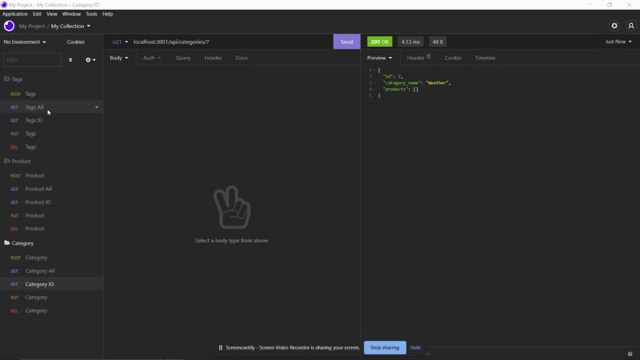 My Project - My Collection – Category ID
Application File Edit View Window Tools Help
My Project / My Collection
No Environment Cookies
GET localhost:3001/api/categories/7 Send
200 OK 4.13 ms 48 B Just Now
Filter
Body Auth Query Header Docs
Preview Header Cookie Timeline
Tags
POST Tags
GET Tags All
GET Tags ID
PUT Tags
DEL Tags
Product
POST Product
GET Product All
GET Product ID
PUT Product
DEL Product
Category
POST Category
GET Category All
GET Category ID
PUT Category
DEL Category
1 {
2 "id": 7,
3 "category_name": "Weather",
4 "products": []
5 }
Select a body type from above
Screencastify - Screen Video Recorder is sharing your screen. Stop sharing Hide